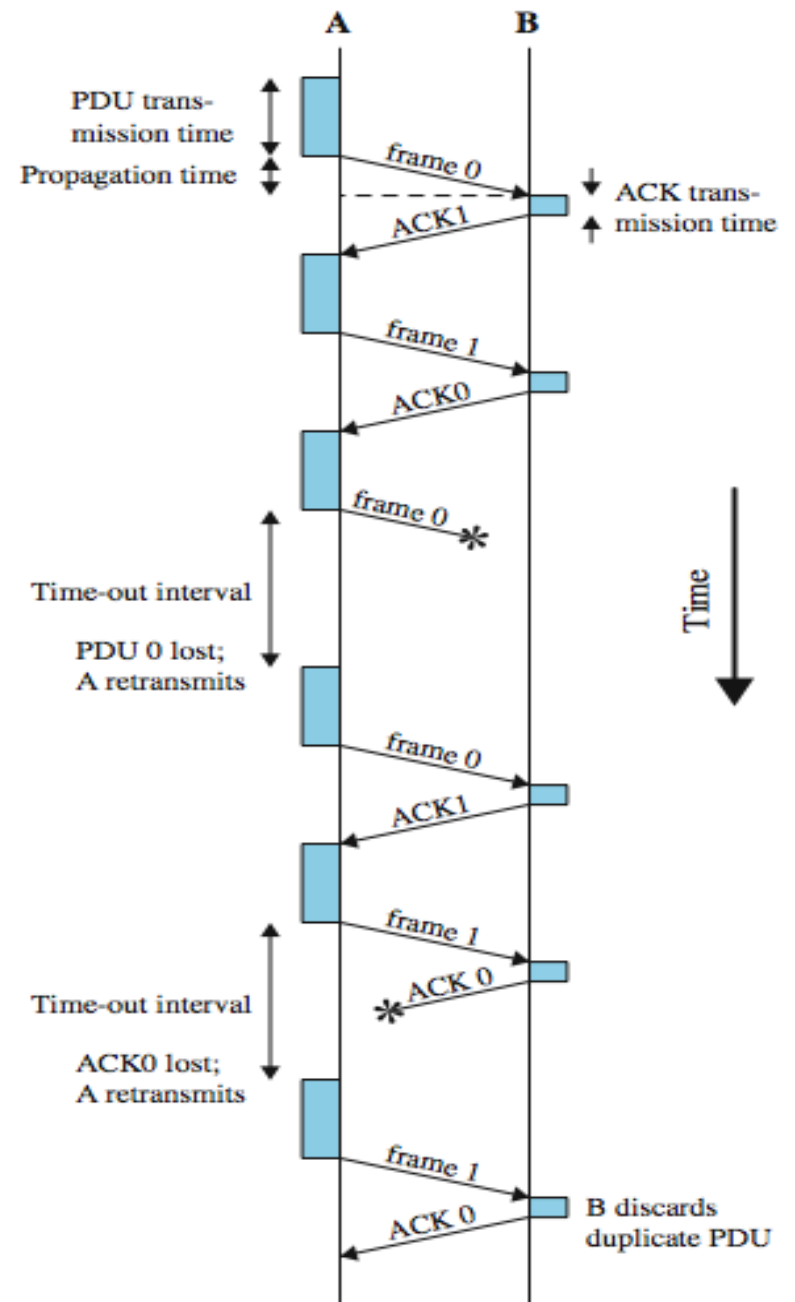 A
B
PDU trans-
mission time
Propagation time
frame 0
ACK trans-
mission time
ACK1
frame 1
ACK0
frame 0
Time-out interval
PDU 0 lost;
A retransmits
Time
frame 0
ACK1
frame 1
ACK 0
Time-out interval
ACK0 lost;
A retransmits
frame 1
ACK 0
B discards
duplicate PDU